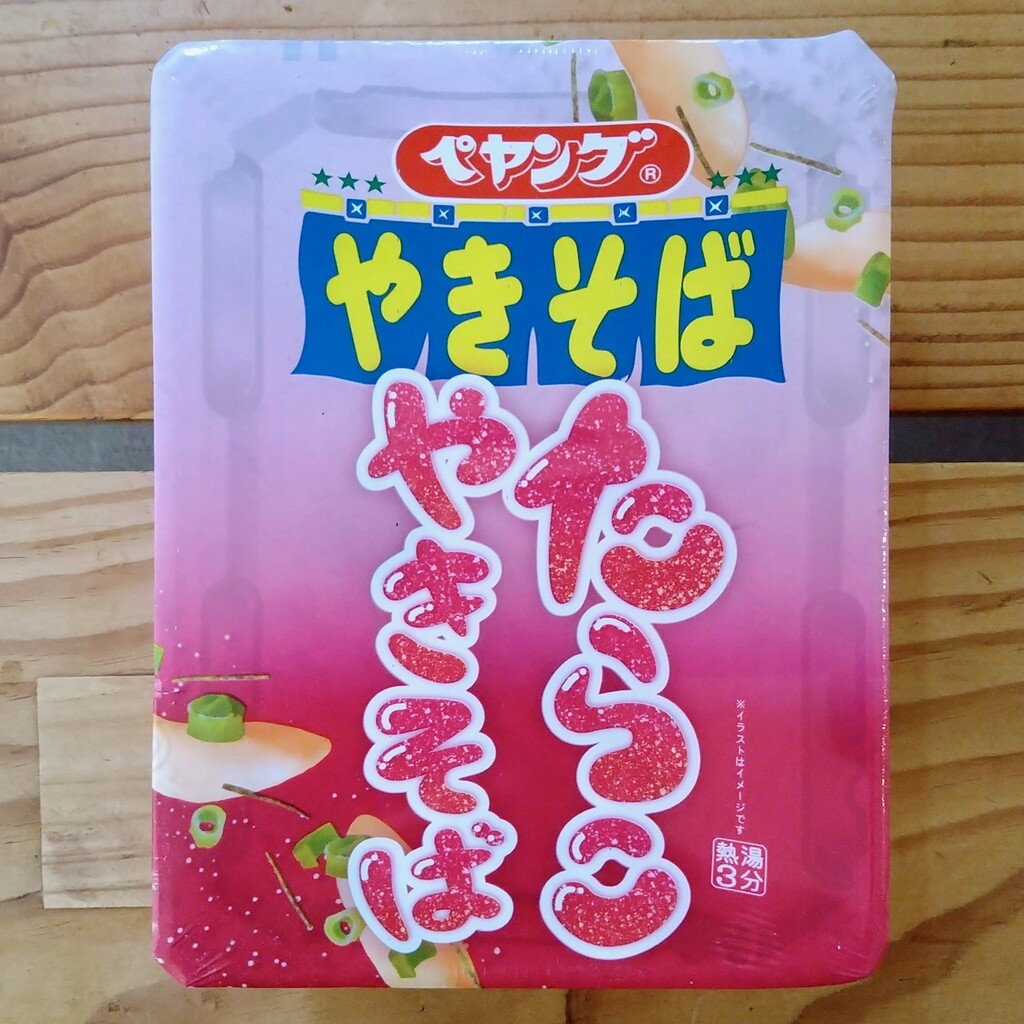 ペヤング®
やきそば
たらこ
やきそば
※イラストはイメージです
熱湯
3分